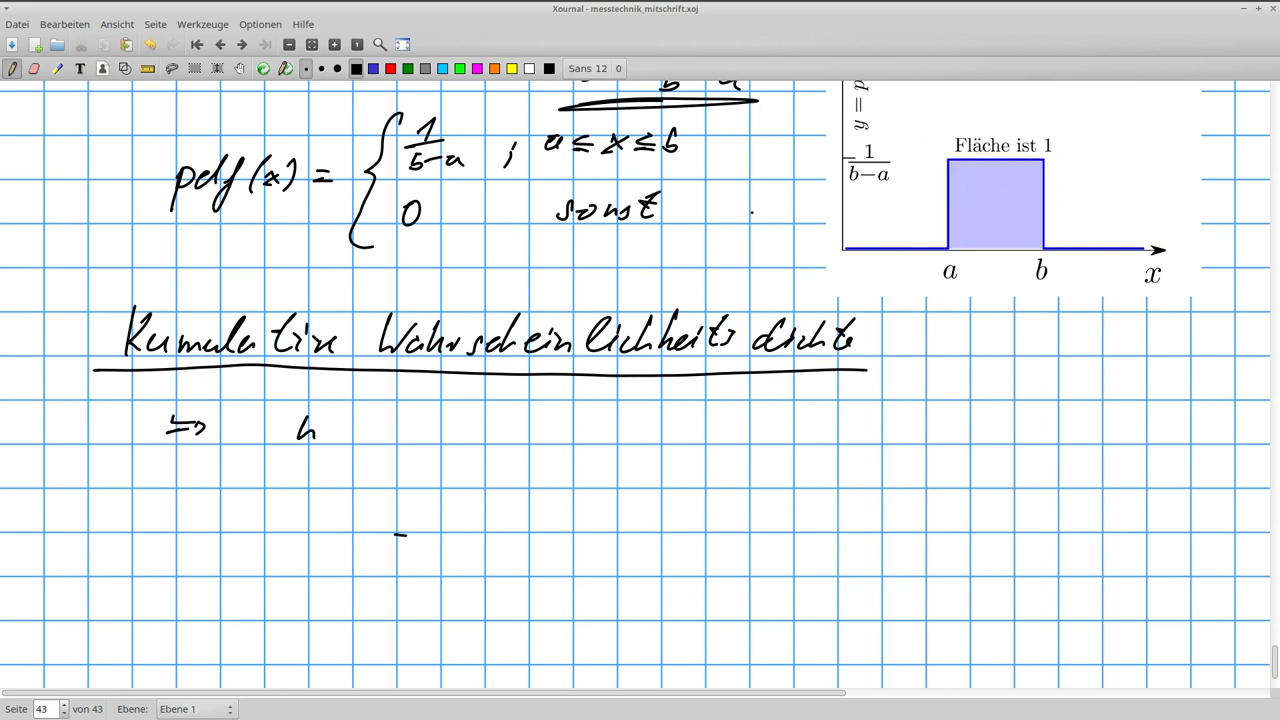 Xournal - messtechnik_mitschrift.xoj
Datei Bearbeiten Ansicht Seite Werkzeuge Optionen Hilfe
Sans 12 0
pdf(x) = { 1/(b-a) ; a ≤ x ≤ b
0 sonst
y = p
1/(b−a)
Fläche ist 1
a b x
Kumulative Wahrscheinlichkeitsdichte
⇒ h
Seite 43 von 43 Ebene: Ebene 1